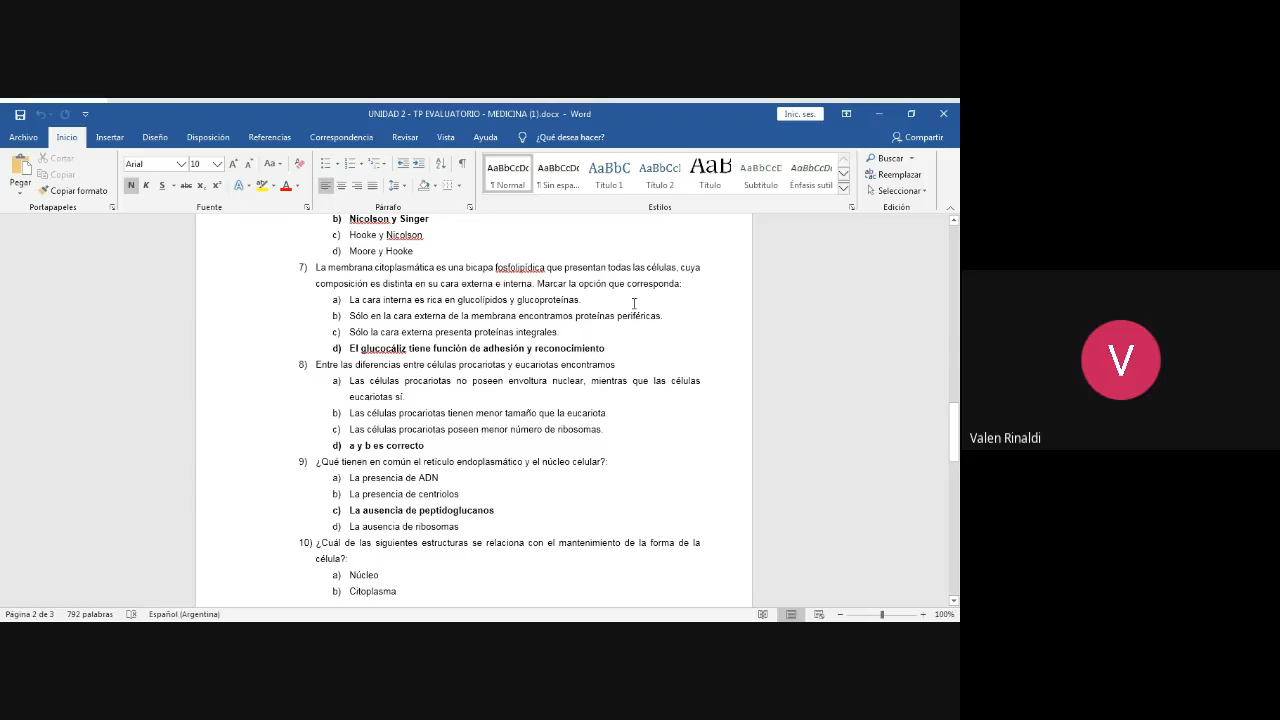 UNIDAD 2 - TP EVALUATORIO - MEDICINA (1).docx - Word
Inic. ses.
Archivo Inicio Insertar Diseño Disposición Referencias Correspondencia Revisar Vista Ayuda ¿Qué desea hacer? Compartir
Pegar
Cortar
Copiar
Copiar formato
Portapapeles
Arial 10
Fuente
Párrafo
AaBbCcDc AaBbCcDc AaBbC AaBbCcI AaB AaBbCcD AaBbCcDc
¶ Normal ¶ Sin espa... Título 1 Título 2 Título Subtítulo Énfasis sutil
Estilos
Buscar
Reemplazar
Seleccionar
Edición
b) Nicolson y Singer
c) Hooke y Nicolson
d) Moore y Hooke
7) La membrana citoplasmática es una bicapa fosfolipídica que presentan todas las células, cuya
composición es distinta en su cara externa e interna. Marcar la opción que corresponda:
a) La cara interna es rica en glucolípidos y glucoproteínas.
b) Sólo en la cara externa de la membrana encontramos proteínas periféricas.
c) Sólo la cara externa presenta proteínas integrales.
d) El glucocáliz tiene función de adhesión y reconocimiento
8) Entre las diferencias entre células procariotas y eucariotas encontramos
a) Las células procariotas no poseen envoltura nuclear, mientras que las células
eucariotas sí.
b) Las células procariotas tienen menor tamaño que la eucariota.
c) Las células procariotas poseen menor número de ribosomas.
d) a y b es correcto
9) ¿Qué tienen en común el retículo endoplasmático y el núcleo celular?:
a) La presencia de ADN
b) La presencia de centriolos
c) La ausencia de peptidoglucanos
d) La ausencia de ribosomas
10) ¿Cuál de las siguientes estructuras se relaciona con el mantenimiento de la forma de la
célula?:
a) Núcleo
b) Citoplasma
Página 2 de 3 792 palabras Español (Argentina) 100%
V
Valen Rinaldi